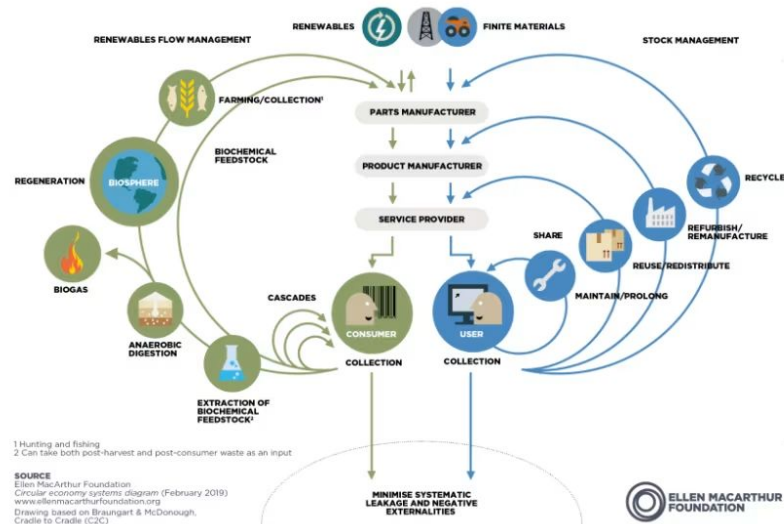 RENEWABLES
FINITE MATERIALS
RENEWABLES FLOW MANAGEMENT
STOCK MANAGEMENT
FARMING/COLLECTION¹
PARTS MANUFACTURER
BIOCHEMICAL
FEEDSTOCK
PRODUCT MANUFACTURER
REGENERATION
BIOSPHERE
RECYCLE
SERVICE PROVIDER
REFURBISH/
REMANUFACTURE
SHARE
REUSE/REDISTRIBUTE
BIOGAS
MAINTAIN/PROLONG
CASCADES
CONSUMER
USER
ANAEROBIC
DIGESTION
COLLECTION
COLLECTION
EXTRACTION OF
BIOCHEMICAL
FEEDSTOCK²
1 Hunting and fishing
2 Can take both post-harvest and post-consumer waste as an input
SOURCE
Ellen MacArthur Foundation
Circular economy systems diagram (February 2019)
www.ellenmacarthurfoundation.org
Drawing based on Braungart & McDonough,
Cradle to Cradle (C2C)
MINIMISE SYSTEMATIC
LEAKAGE AND NEGATIVE
EXTERNALITIES
ELLEN MACARTHUR
FOUNDATION